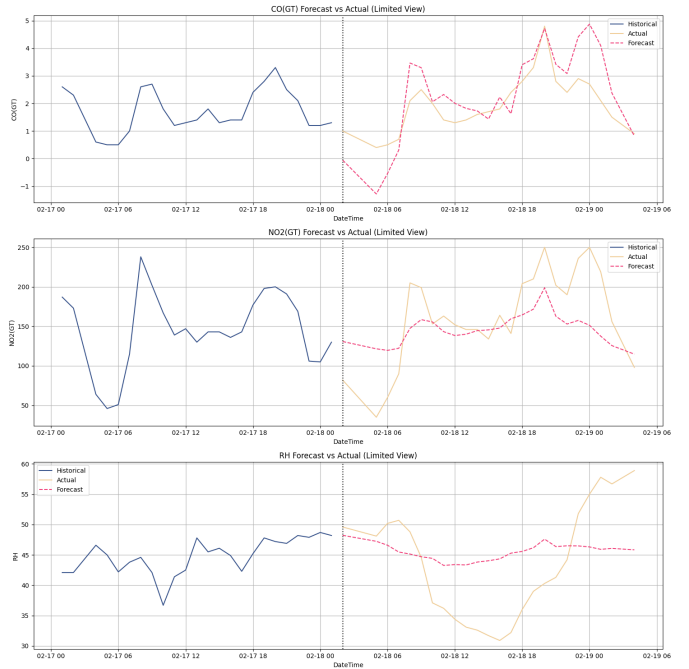 CO(GT) Forecast vs Actual (Limited View)
5
4
3
2
1
0
−1
CO(GT)
Historical
Actual
Forecast
02-17 00
02-17 06
02-17 12
02-17 18
02-18 00
02-18 06
02-18 12
02-18 18
02-19 00
02-19 06
DateTime
NO2(GT) Forecast vs Actual (Limited View)
250
200
150
100
50
NO2(GT)
Historical
Actual
Forecast
02-17 00
02-17 06
02-17 12
02-17 18
02-18 00
02-18 06
02-18 12
02-18 18
02-19 00
02-19 06
DateTime
RH Forecast vs Actual (Limited View)
60
55
50
45
40
35
30
RH
Historical
Actual
Forecast
02-17 00
02-17 06
02-17 12
02-17 18
02-18 00
02-18 06
02-18 12
02-18 18
02-19 00
02-19 06
DateTime